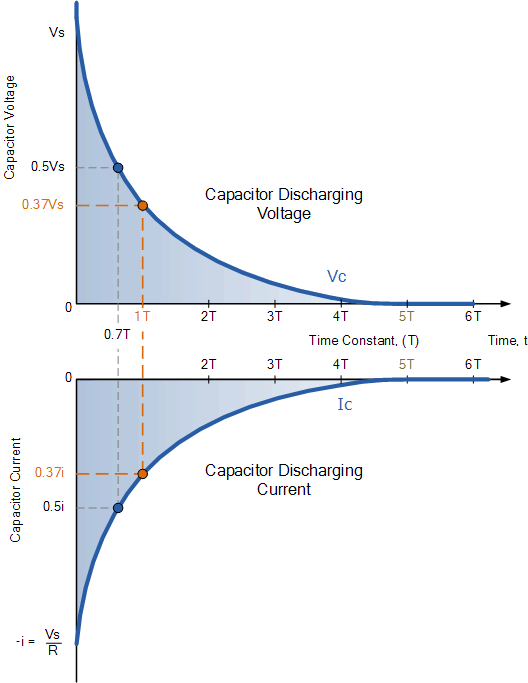 Vs
Capacitor Voltage
0.5Vs
0.37Vs
Capacitor Discharging
Voltage
Vc
0
1T
2T
3T
4T
5T
6T
0.7T
Time Constant, (T)
Time, t
2T
3T
4T
5T
6T
0
Ic
Capacitor Current
0.37i
Capacitor Discharging
Current
0.5i
-i = Vs
R